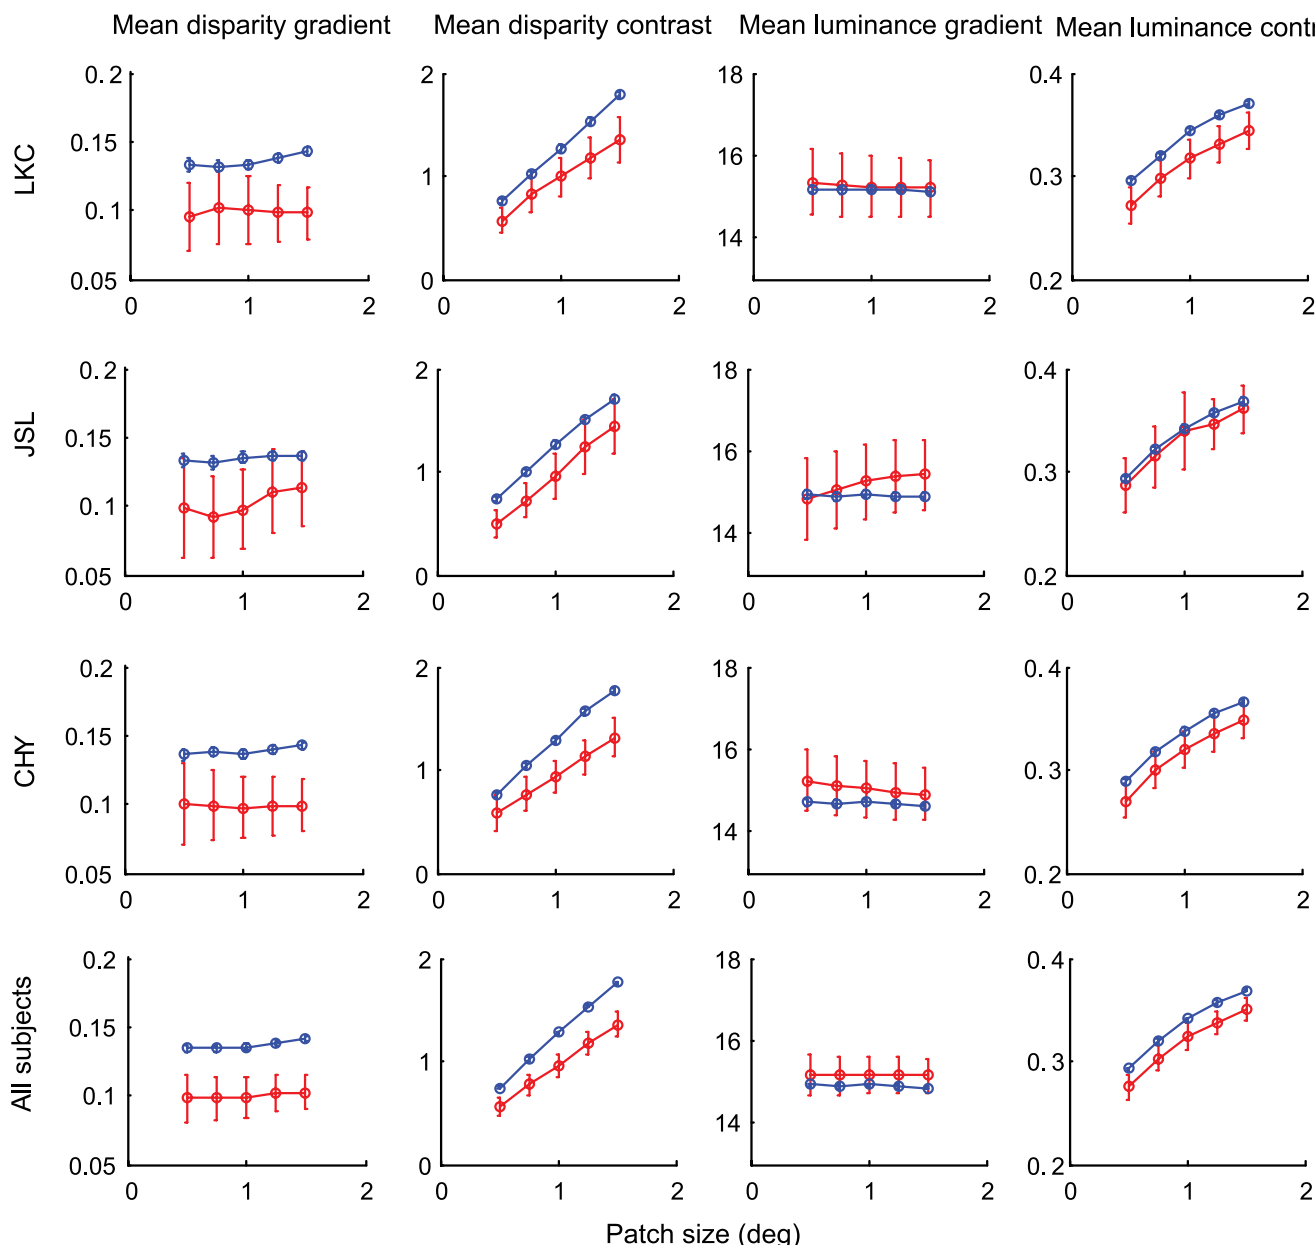 Mean disparity gradient Mean disparity contrast Mean luminance gradient Mean luminance contr
LKC
0.2 2 18 0.4
0.15 16
0.1 1 14 0.3
0.05 0 0.2
0 1 2 0 1 2 0 1 2 0 1 2
JSL
0.2 2 18 0.4
0.15 16
0.1 1 14 0.3
0.05 0 0.2
0 1 2 0 1 2 0 1 2 0 1 2
CHY
0.2 2 18 0.4
0.15 16
0.1 1 14 0.3
0.05 0 0.2
0 1 2 0 1 2 0 1 2 0 1 2
All subjects
0.2 2 18 0.4
0.15 16
0.1 1 14 0.3
0.05 0 0.2
0 1 2 0 1 2 0 1 2 0 1 2
Patch size (deg)